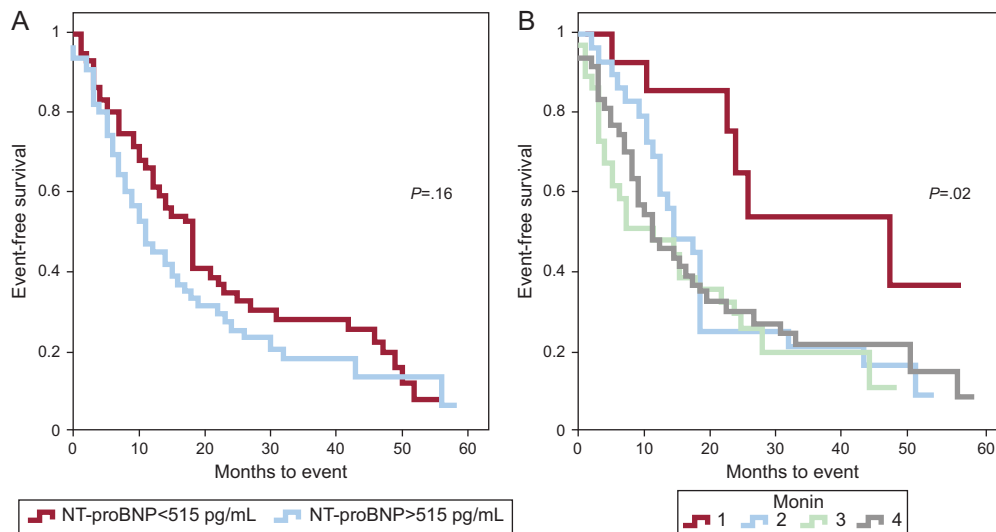 A
Event-free survival
1
0.8
0.6
0.4
0.2
0
P=.16
0 10 20 30 40 50 60
Months to event
NT-proBNP<515 pg/mL NT-proBNP>515 pg/mL
B
Event-free survival
1
0.8
0.6
0.4
0.2
0
P=.02
0 10 20 30 40 50 60
Months to event
Monin
1 2 3 4